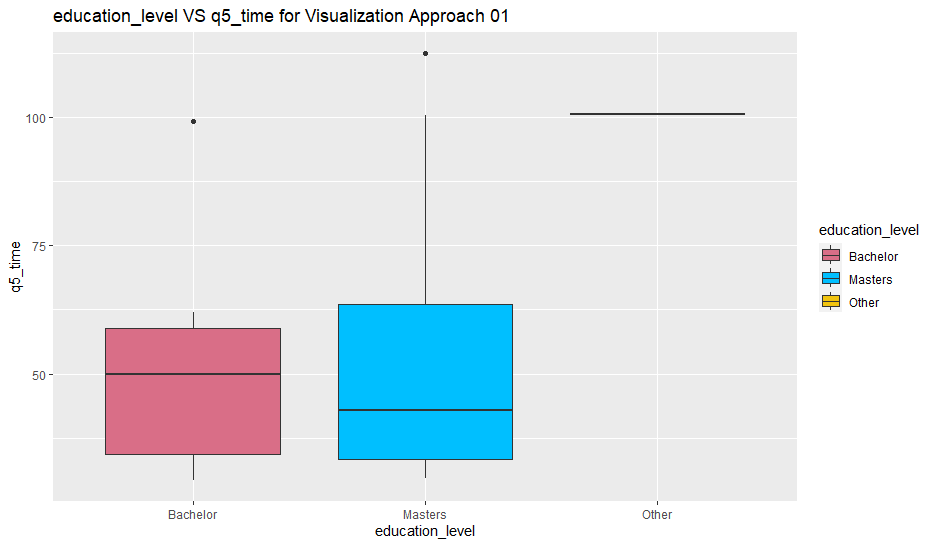 education_level VS q5_time for Visualization Approach 01
q5_time
100
75
50
Bachelor
Masters
Other
education_level
education_level
Bachelor
Masters
Other